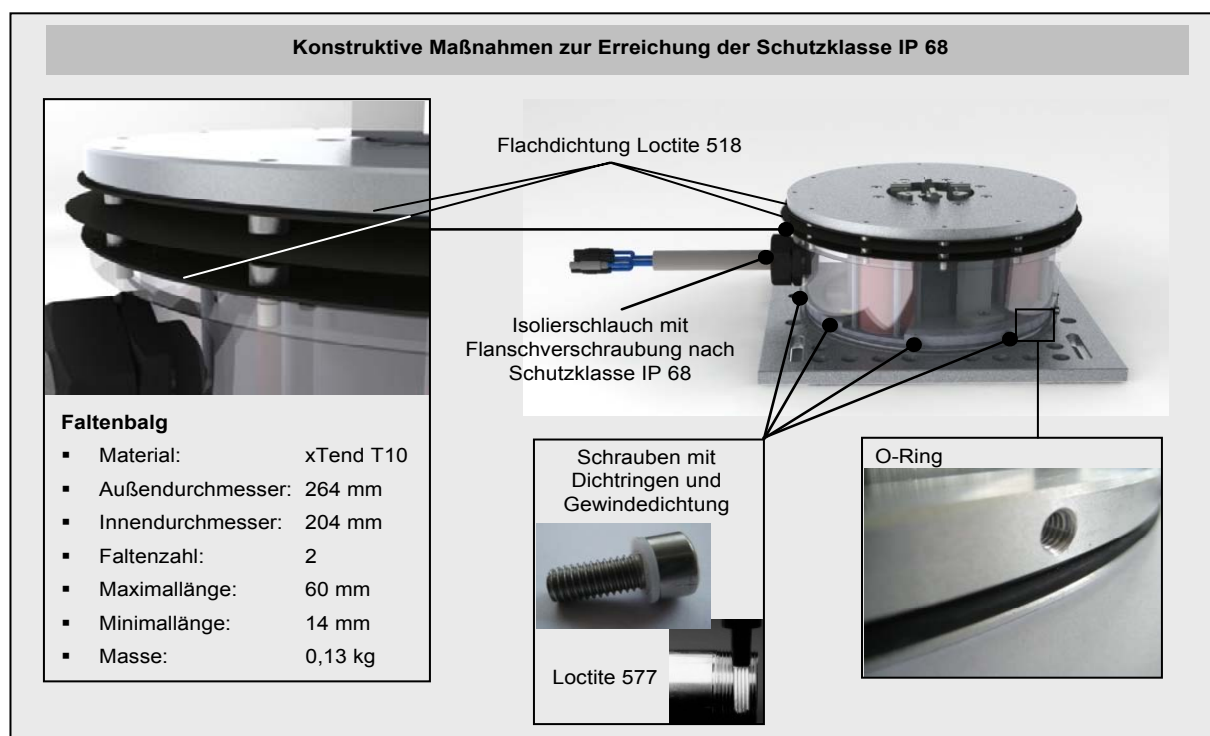 Konstruktive Maßnahmen zur Erreichung der Schutzklasse IP 68
Flachdichtung Loctite 518
Isolierschlauch mit
Flanschverschraubung nach
Schutzklasse IP 68
Faltenbalg
▪ Material: xTend T10
▪ Außendurchmesser: 264 mm
▪ Innendurchmesser: 204 mm
▪ Faltenzahl: 2
▪ Maximallänge: 60 mm
▪ Minimallänge: 14 mm
▪ Masse: 0,13 kg
Schrauben mit
Dichtringen und
Gewindedichtung
Loctite 577
O-Ring